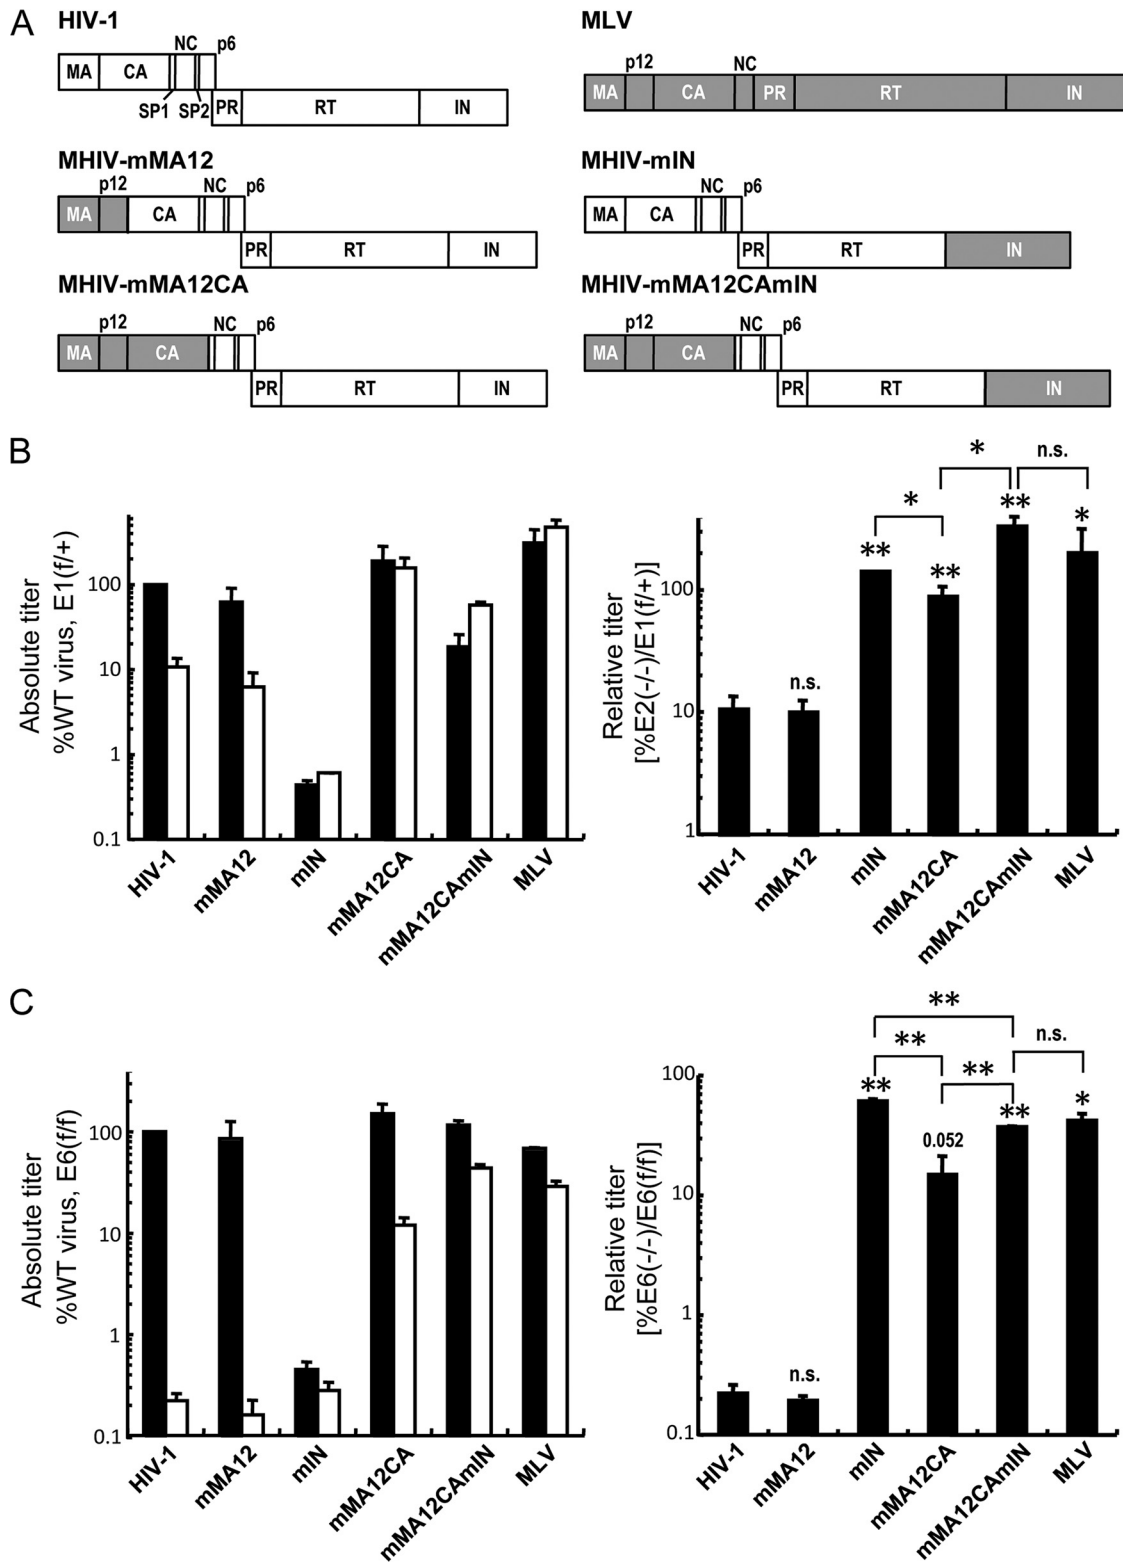 A
HIV-1
NC
p6
MA CA
SP1 SP2 PR RT IN
MLV
p12
NC
MA CA PR RT IN
MHIV-mMA12
p12
NC
p6
MA CA
PR RT IN
MHIV-mIN
NC
p6
MA CA
PR RT IN
MHIV-mMA12CA
p12
NC
p6
MA CA
PR RT IN
MHIV-mMA12CAmIN
p12
NC
p6
MA CA
PR RT IN
B
Absolute titer
%WT virus, E1(f/+)
100
10
1
0.1
HIV-1
mMA12
mIN
mMA12CA
mMA12CAmIN
MLV
Relative titer
[%E2(-/-)/E1(f/+)]
100
10
1
n.s.
**
*
**
*
**
n.s.
*
HIV-1
mMA12
mIN
mMA12CA
mMA12CAmIN
MLV
C
Absolute titer
%WT virus, E6(f/f)
100
10
1
0.1
HIV-1
mMA12
mIN
mMA12CA
mMA12CAmIN
MLV
Relative titer
[%E6(-/-)/E6(f/f)]
100
10
1
0.1
**
**
n.s.
**
n.s.
**
0.052
**
*
HIV-1
mMA12
mIN
mMA12CA
mMA12CAmIN
MLV